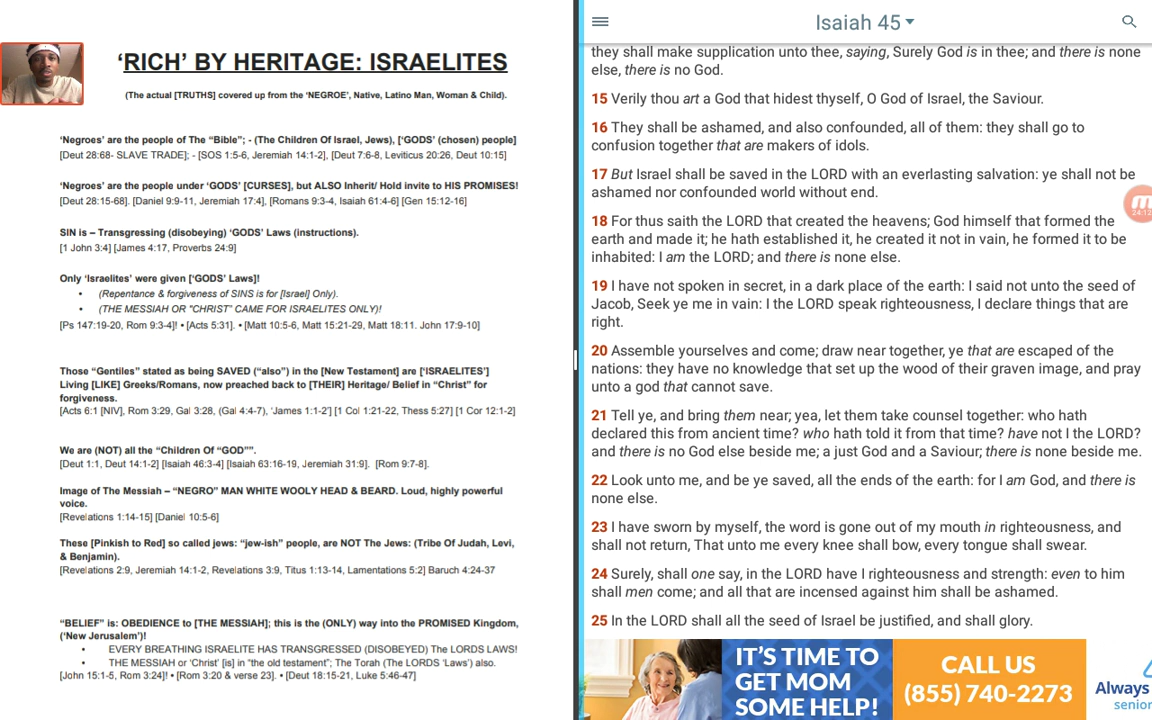 'RICH' BY HERITAGE: ISRAELITES
(The actual [TRUTHS] covered up from the 'NEGROE', Native, Latino Man, Woman & Child).
'Negroes' are the people of The "Bible"; - (The Children Of Israel, Jews), ['GODS' (chosen) people]
[Deut 28:68- SLAVE TRADE]; - [SOS 1:5-6, Jeremiah 14:1-2], [Deut 7:6-8, Leviticus 20:26, Deut 10:15]
'Negroes' are the people under 'GODS' [CURSES], but ALSO Inherit/ Hold invite to HIS PROMISES!
[Deut 28:15-68]. [Daniel 9:9-11, Jeremiah 17:4], [Romans 9:3-4, Isaiah 61:4-6] [Gen 15:12-16]
SIN is – Transgressing (disobeying) 'GODS' Laws (instructions).
[1 John 3:4] [James 4:17, Proverbs 24:9]
Only 'Israelites' were given ['GODS' Laws]!
• (Repentance & forgiveness of SINS is for [Israel] Only).
• (THE MESSIAH OR "CHRIST" CAME FOR ISRAELITES ONLY)!
[Ps 147:19-20, Rom 9:3-4]! • [Acts 5:31]. • [Matt 10:5-6, Matt 15:21-29, Matt 18:11. John 17:9-10]
Those "Gentiles" stated as being SAVED ("also") in the [New Testament] are ['ISRAELITES']
Living [LIKE] Greeks/Romans, now preached back to [THEIR] Heritage/ Belief in "Christ" for
forgiveness.
[Acts 6:1 [NIV], Rom 3:29, Gal 3:28, (Gal 4:4-7), 'James 1:1-2'] [1 Col 1:21-22, Thess 5:27] [1 Cor 12:1-2]
We are (NOT) all the "Children Of "GOD"".
[Deut 1:1, Deut 14:1-2] [Isaiah 46:3-4] [Isaiah 63:16-19, Jeremiah 31:9]. [Rom 9:7-8].
Image of The Messiah – "NEGRO" MAN WHITE WOOLY HEAD & BEARD. Loud, highly powerful
voice.
[Revelations 1:14-15] [Daniel 10:5-6]
These [Pinkish to Red] so called jews: "jew-ish" people, are NOT The Jews: (Tribe Of Judah, Levi,
& Benjamin).
[Revelations 2:9, Jeremiah 14:1-2, Revelations 3:9, Titus 1:13-14, Lamentations 5:2] Baruch 4:24-37
"BELIEF" is: OBEDIENCE to [THE MESSIAH]; this is the (ONLY) way into the PROMISED Kingdom,
('New Jerusalem')!
• EVERY BREATHING ISRAELITE HAS TRANSGRESSED (DISOBEYED) The LORDS LAWS!
• THE MESSIAH or 'Christ' [is] in "the old testament"; The Torah (The LORDS 'Laws') also.
[John 15:1-5, Rom 3:24]! • [Rom 3:20 & verse 23]. • [Deut 18:15-21, Luke 5:46-47]
Isaiah 45
they shall make supplication unto thee, saying, Surely God is in thee; and there is none
else, there is no God.
15 Verily thou art a God that hidest thyself, O God of Israel, the Saviour.
16 They shall be ashamed, and also confounded, all of them: they shall go to
confusion together that are makers of idols.
17 But Israel shall be saved in the LORD with an everlasting salvation: ye shall not be
ashamed nor confounded world without end.
18 For thus saith the LORD that created the heavens; God himself that formed the
earth and made it; he hath established it, he created it not in vain, he formed it to be
inhabited: I am the LORD; and there is none else.
19 I have not spoken in secret, in a dark place of the earth: I said not unto the seed of
Jacob, Seek ye me in vain: I the LORD speak righteousness, I declare things that are
right.
20 Assemble yourselves and come; draw near together, ye that are escaped of the
nations: they have no knowledge that set up the wood of their graven image, and pray
unto a god that cannot save.
21 Tell ye, and bring them near; yea, let them take counsel together: who hath
declared this from ancient time? who hath told it from that time? have not I the LORD?
and there is no God else beside me; a just God and a Saviour; there is none beside me.
22 Look unto me, and be ye saved, all the ends of the earth: for I am God, and there is
none else.
23 I have sworn by myself, the word is gone out of my mouth in righteousness, and
shall not return, That unto me every knee shall bow, every tongue shall swear.
24 Surely, shall one say, in the LORD have I righteousness and strength: even to him
shall men come; and all that are incensed against him shall be ashamed.
25 In the LORD shall all the seed of Israel be justified, and shall glory.
24:12
IT'S TIME TO
GET MOM
SOME HELP!
CALL US
(855) 740-2273
Always
senior